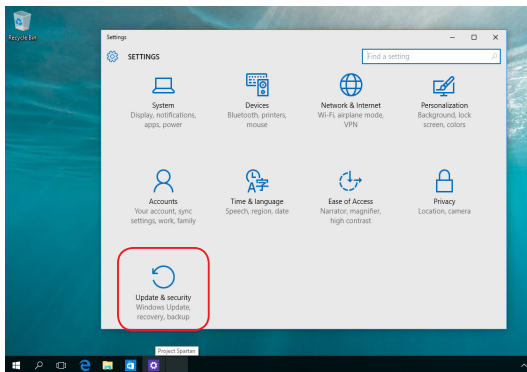 Recycle Bin
Settings
SETTINGS
Find a setting
System
Display, notifications,
apps, power
Devices
Bluetooth, printers,
mouse
Network & Internet
Wi-Fi, airplane mode,
VPN
Personalization
Background, lock
screen, colors
Accounts
Your account, sync
settings, work, family
Time & language
Speech, region, date
Ease of Access
Narrator, magnifier,
high contrast
Privacy
Location, camera
Update & security
Windows Update,
recovery, backup
Project Spartan